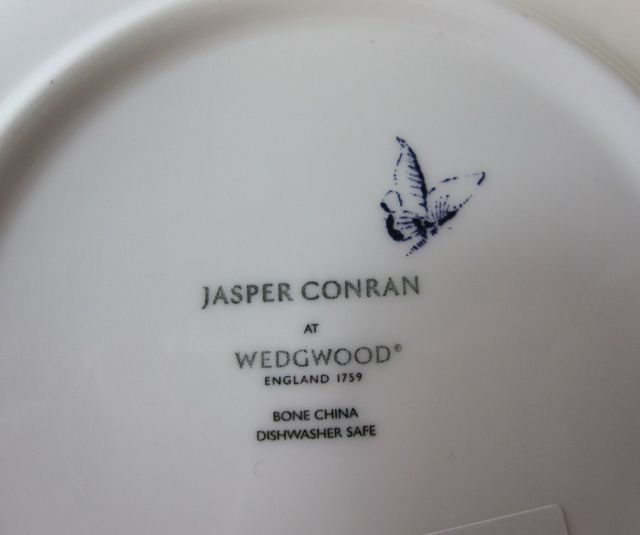 JASPER CONRAN
AT
WEDGWOOD®
ENGLAND 1759
BONE CHINA
DISHWASHER SAFE